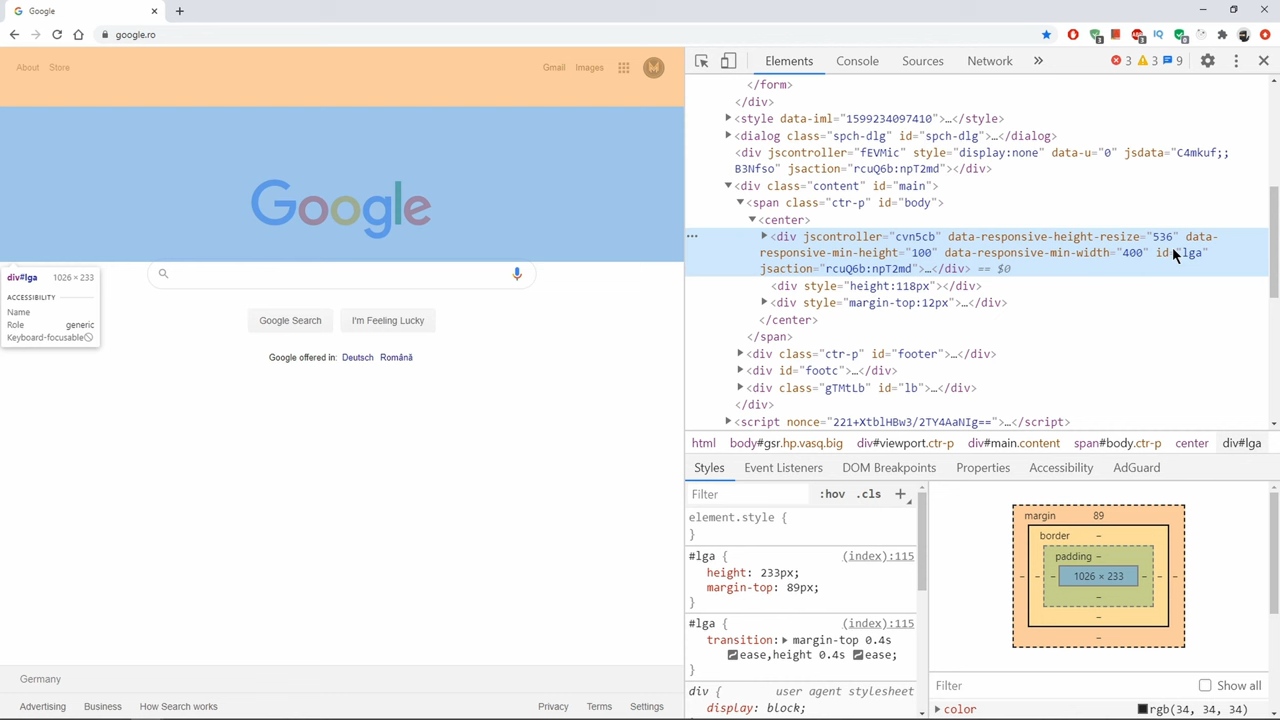 Google
google.ro
3
5
3
0
About Store
Gmail Images
Google
div#lga 1026 × 233
ACCESSIBILITY
Name
Role generic
Keyboard-focusable
Google Search I'm Feeling Lucky
Google offered in: Deutsch Română
Germany
Advertising Business How Search works
Privacy Terms Settings
Elements Console Sources Network » 3 3 9
</form>
</div>
<style data-iml="1599234097410">…</style>
<dialog class="spch-dlg" id="spch-dlg">…</dialog>
<div jscontroller="fEVMic" style="display:none" data-u="0" jsdata="C4mkuf;;
B3Nfso" jsaction="rcuQ6b:npT2md"></div>
<div class="content" id="main">
<span class="ctr-p" id="body">
<center>
… <div jscontroller="cvn5cb" data-responsive-height-resize="536" data-
responsive-min-height="100" data-responsive-min-width="400" id="lga"
jsaction="rcuQ6b:npT2md">…</div> == $0
<div style="height:118px"></div>
<div style="margin-top:12px">…</div>
</center>
</span>
<div class="ctr-p" id="footer">…</div>
<div id="footc">…</div>
<div class="gTMtLb" id="lb">…</div>
</div>
<script nonce="221+XtblHBw3/2TY4AaNIg==">…</script>
html body#gsr.hp.vasq.big div#viewport.ctr-p div#main.content span#body.ctr-p center div#lga
Styles Event Listeners DOM Breakpoints Properties Accessibility AdGuard
Filter :hov .cls +
element.style {
}
#lga { (index):115
height: 233px;
margin-top: 89px;
}
#lga { (index):115
transition: margin-top 0.4s
ease,height 0.4s ease;
}
div { user agent stylesheet
display: block;
margin 89
border –
padding –
– – – 1026 × 233 – – –
–
–
–
Filter Show all
color rgb(34, 34, 34)